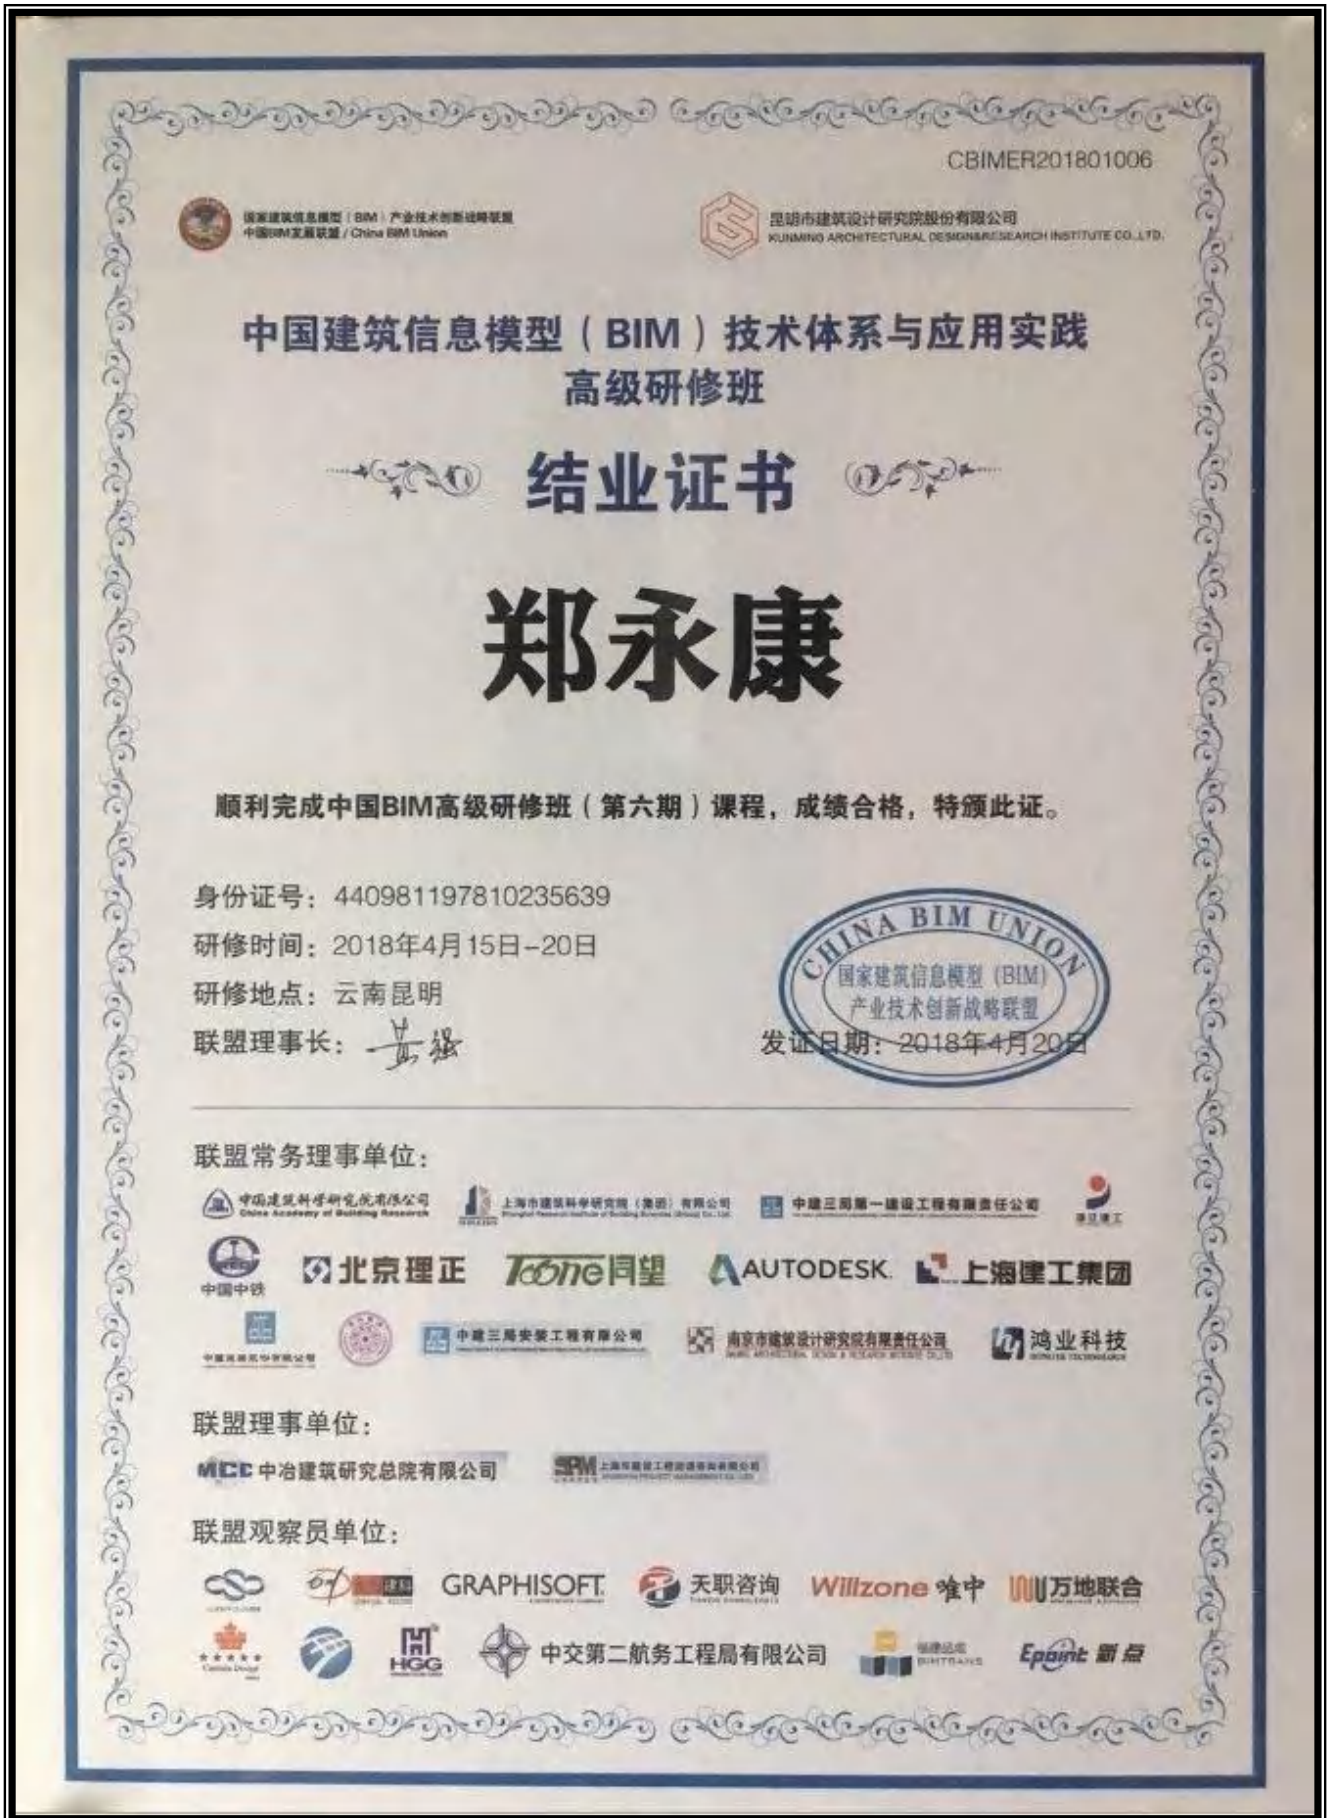 CBIMER201801006
国家建筑信息模型（BIM）产业技术创新战略联盟
中国BIM发展联盟 / China BIM Union
昆明市建筑设计研究院股份有限公司
KUNMING ARCHITECTURAL DESIGN&RESEARCH INSTITUTE CO.,LTD.
中国建筑信息模型（BIM）技术体系与应用实践
高级研修班
结业证书
郑永康
顺利完成中国BIM高级研修班（第六期）课程，成绩合格，特颁此证。
身份证号：440981197810235639
研修时间：2018年4月15日-20日
研修地点：云南昆明
联盟理事长：黄强
CHINA BIM UNION
国家建筑信息模型（BIM）
产业技术创新战略联盟
发证日期：2018年4月20日
联盟常务理事单位：
中国建筑科学研究院有限公司
China Academy of Building Research
上海市建筑科学研究院（集团）有限公司
中建三局第一建设工程有限责任公司
中国中铁
北京理正
Toone同望
AUTODESK.
上海建工集团
中建三局安装工程有限公司
南京市建筑设计研究院有限责任公司
鸿业科技
HONGYE TECHNOLOGY
联盟理事单位：
MCC 中冶建筑研究总院有限公司
SPM
联盟观察员单位：
GRAPHISOFT.
天职咨询
Willzone 唯中
万地联合
HGG
中交第二航务工程局有限公司
BIMTRANS
Epoint 新点